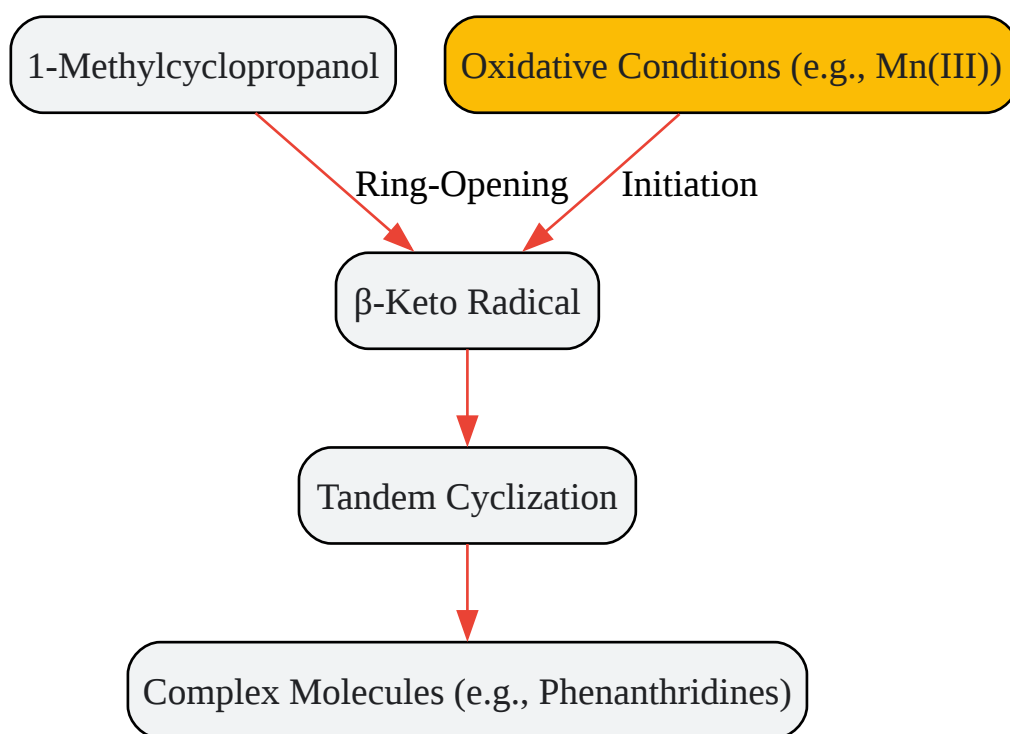 1-Methylcyclopropanol
Oxidative Conditions (e.g., Mn(III))
Ring-Opening
Initiation
β-Keto Radical
Tandem Cyclization
Complex Molecules (e.g., Phenanthridines)